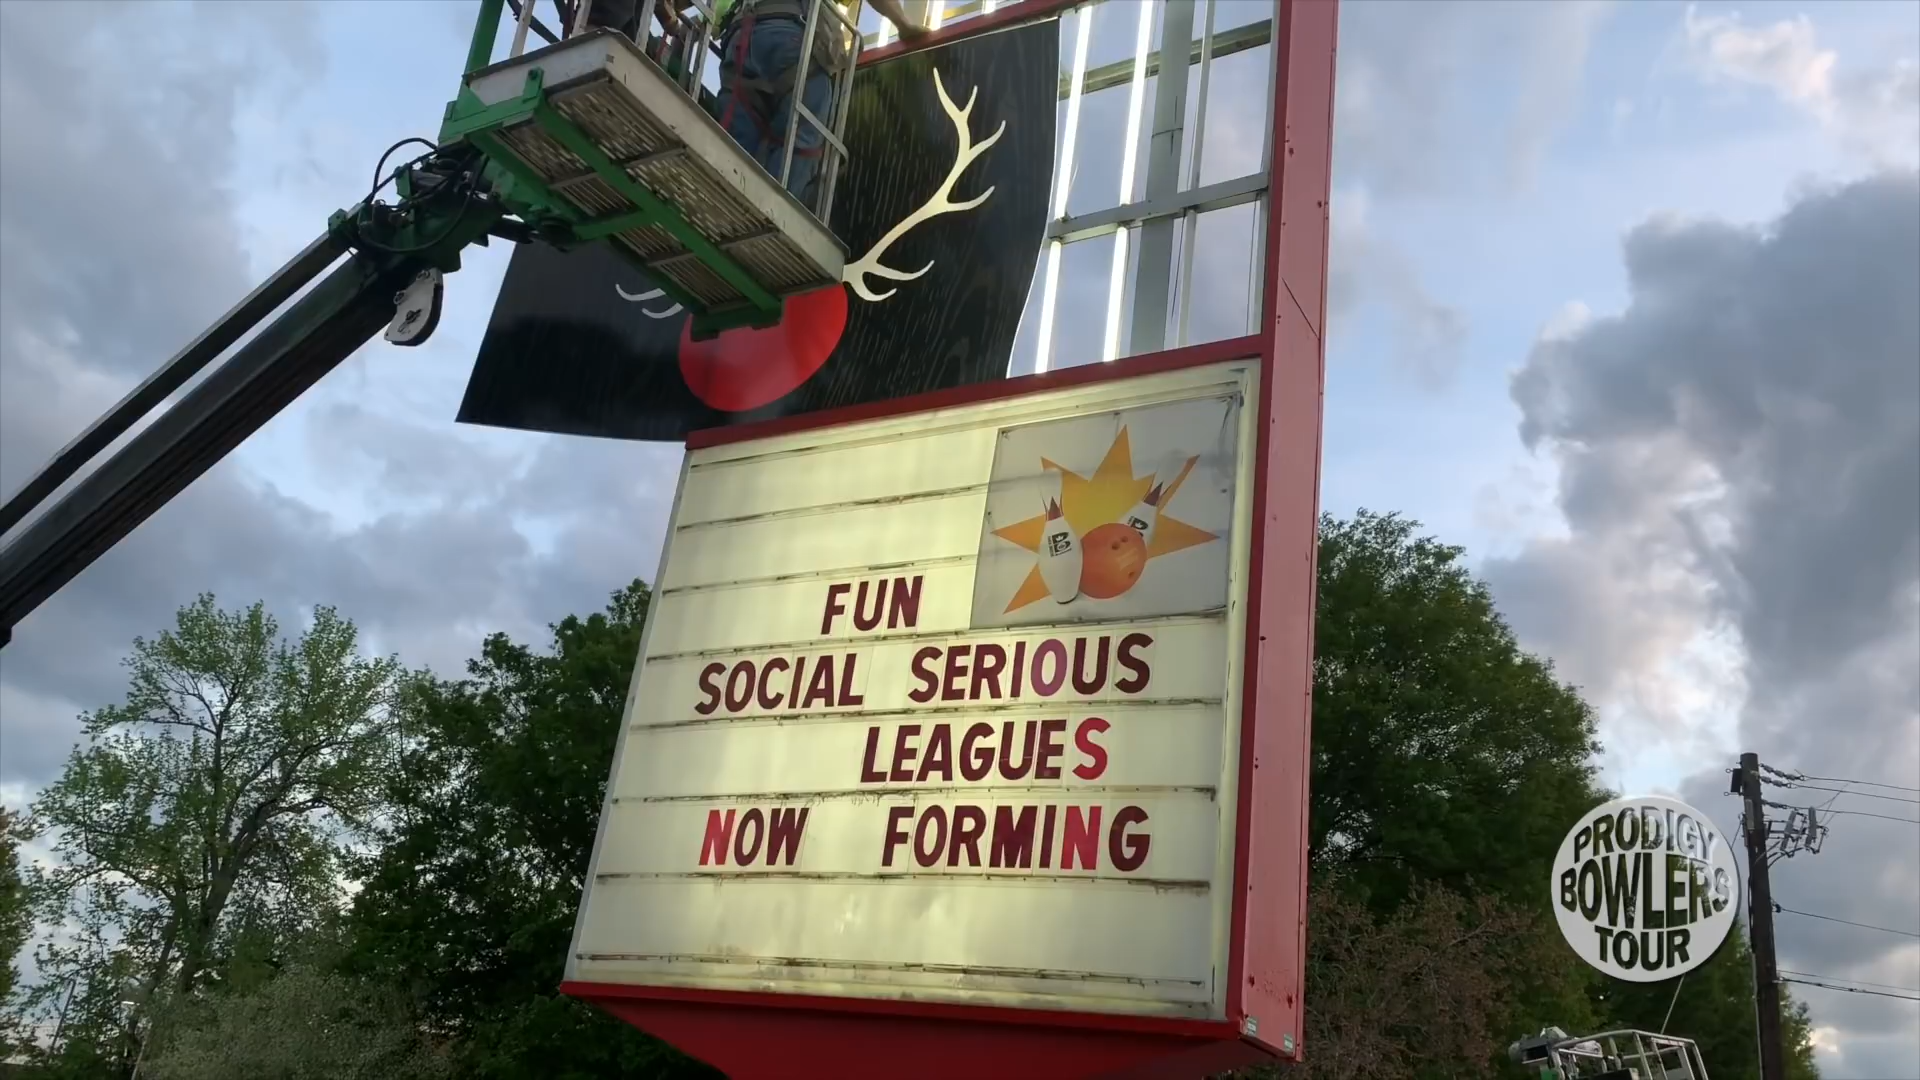 FUN
SOCIAL SERIOUS
LEAGUES
NOW FORMING
PRODIGY
BOWLERS
TOUR